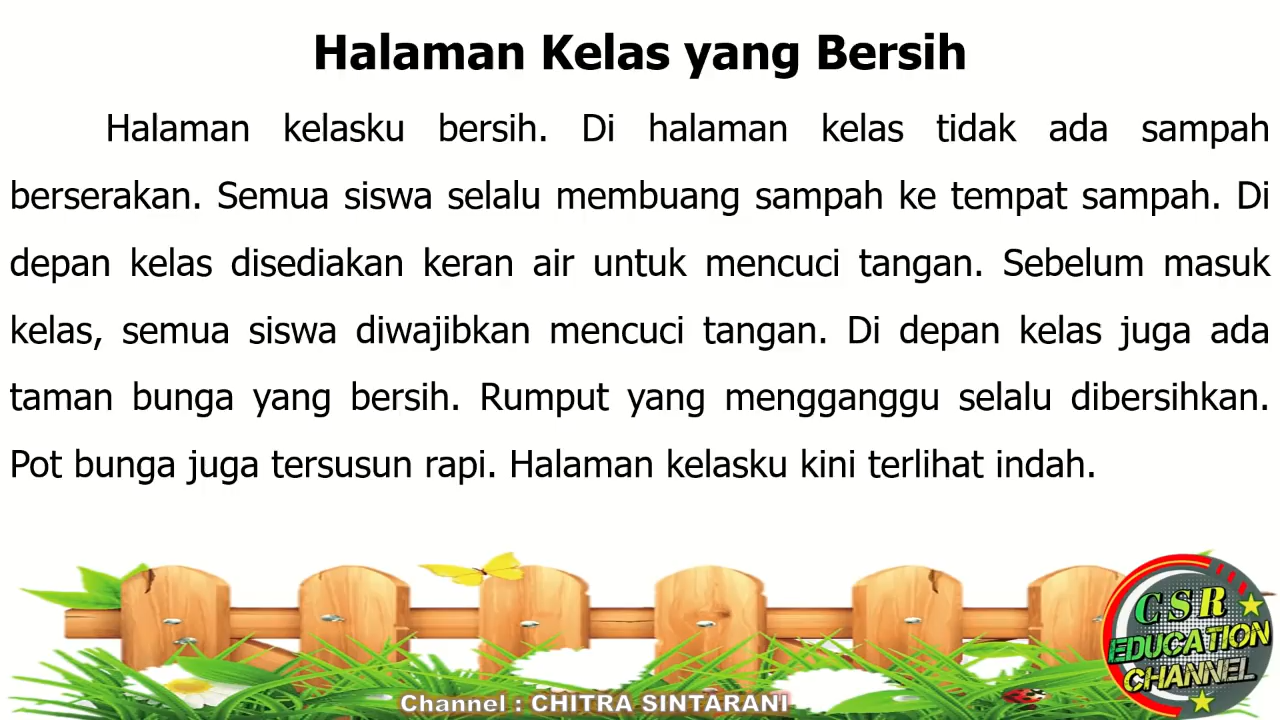 Halaman Kelas yang Bersih
Halaman kelasku bersih. Di halaman kelas tidak ada sampah
berserakan. Semua siswa selalu membuang sampah ke tempat sampah. Di
depan kelas disediakan keran air untuk mencuci tangan. Sebelum masuk
kelas, semua siswa diwajibkan mencuci tangan. Di depan kelas juga ada
taman bunga yang bersih. Rumput yang mengganggu selalu dibersihkan.
Pot bunga juga tersusun rapi. Halaman kelasku kini terlihat indah.
CSR
EDUCATION
CHANNEL
Channel : CHITRA SINTARANI